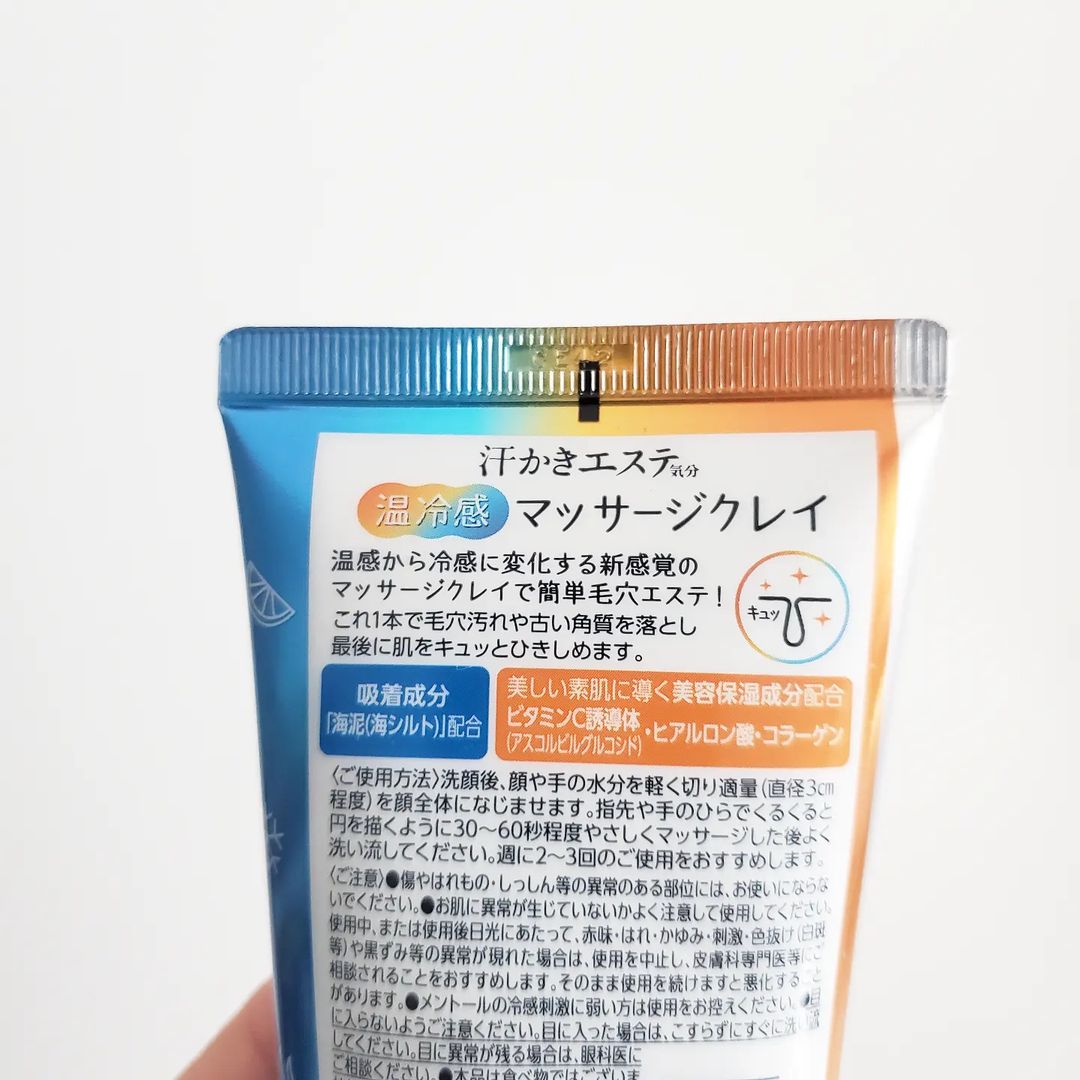 汗かきエステ気分
温冷感 マッサージクレイ
温感から冷感に変化する新感覚の
マッサージクレイで簡単毛穴エステ!
これ1本で毛穴汚れや古い角質を落とし
最後に肌をキュッとひきしめます。
キュッ
吸着成分
「海泥(海シルト)」配合
美しい素肌に導く美容保湿成分配合
ビタミンC誘導体・ヒアルロン酸・コラーゲン
(アスコルビルグルコシド)
〈ご使用方法〉洗顔後、顔や手の水分を軽く切り適量(直径3cm
程度)を顔全体になじませます。指先や手のひらでくるくると
円を描くように30〜60秒程度やさしくマッサージした後よく
洗い流してください。週に2〜3回のご使用をおすすめします。
〈ご注意〉●傷やはれもの・しっしん等の異常のある部位には、お使いにならな
いでください。●お肌に異常が生じていないかよく注意して使用してください。
使用中、または使用後日光にあたって、赤味・はれ・かゆみ・刺激・色抜け(白斑
等)や黒ずみ等の異常が現れた場合は、使用を中止し、皮膚科専門医等にご
相談されることをおすすめします。そのまま使用を続けますと悪化すること
があります。●メントールの冷感刺激に弱い方は使用をお控えください。●目
に入らないようご注意ください。目に入った場合は、こすらずにすぐに洗い流
してください。目に異常が残る場合は、眼科医に
ご相談ください。●本品は食べ物ではございま